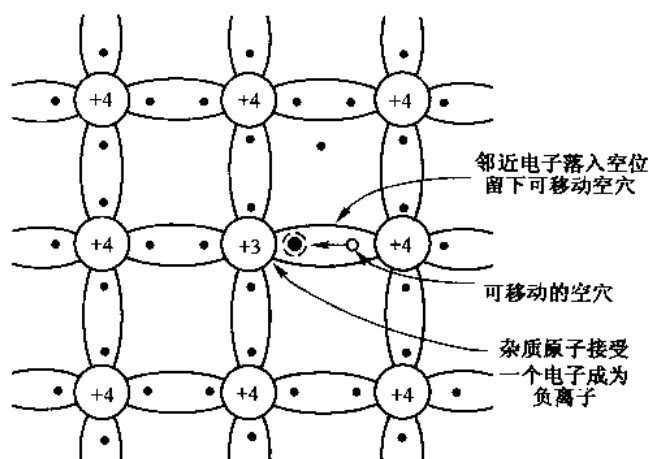 +4 +4 +4
邻近电子落入空位
留下可移动空穴
+4 +3 +4
可移动的空穴
杂质原子接受
一个电子成为
负离子
+4 +4 +4